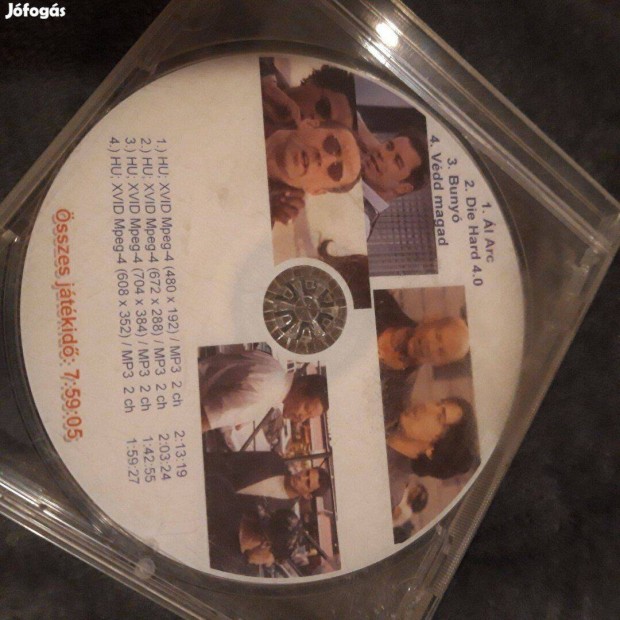 Jófogás
1. Ál Arc
2. Die Hard 4.0
3. Bunyó
4. Védd magad
1.) HU; XVID Mpeg-4 (480 x 192) / MP3 2 ch 2:13:19
2.) HU; XVID Mpeg-4 (672 x 288) / MP3 2 ch 2:03:24
3.) HU; XVID Mpeg-4 (704 x 384) / MP3 2 ch 1:42:55
4.) HU; XVID Mpeg-4 (608 x 352) / MP3 2 ch 1:59:27
Összes játékidő: 7:59:05